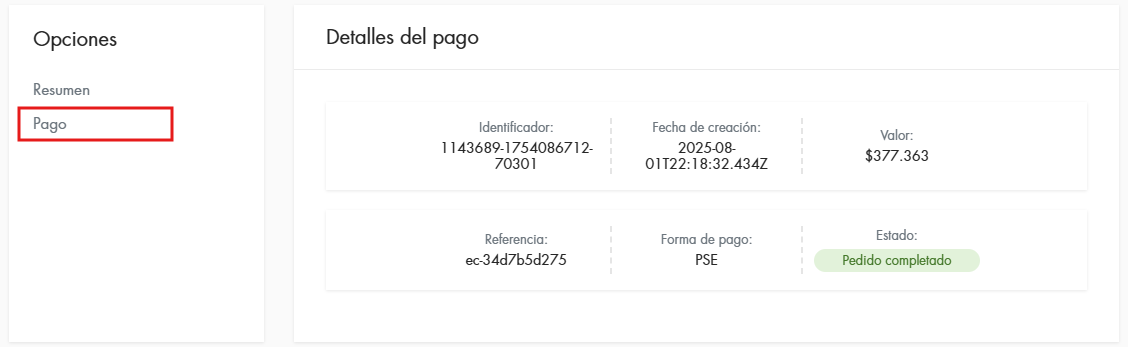 Opciones
Resumen
Pago
Detalles del pago
Identificador:
1143689-1754086712-
70301
Fecha de creación:
2025-08-
01T22:18:32.434Z
Valor:
$377.363
Referencia:
ec-34d7b5d275
Forma de pago:
PSE
Estado:
Pedido completado